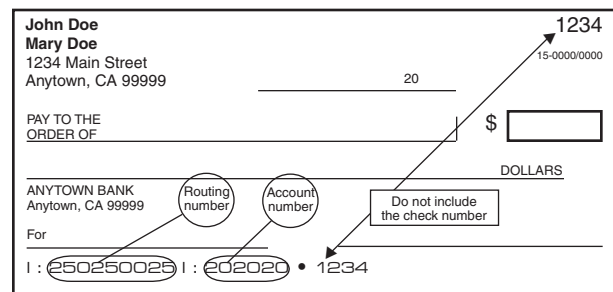 John Doe 1234
Mary Doe
1234 Main Street 15-0000/0000
Anytown, CA 99999 20
PAY TO THE
ORDER OF $
DOLLARS
ANYTOWN BANK
Anytown, CA 99999
Routing
number
Account
number
Do not include
the check number
For
I : 250250025 I : 202020 • 1234